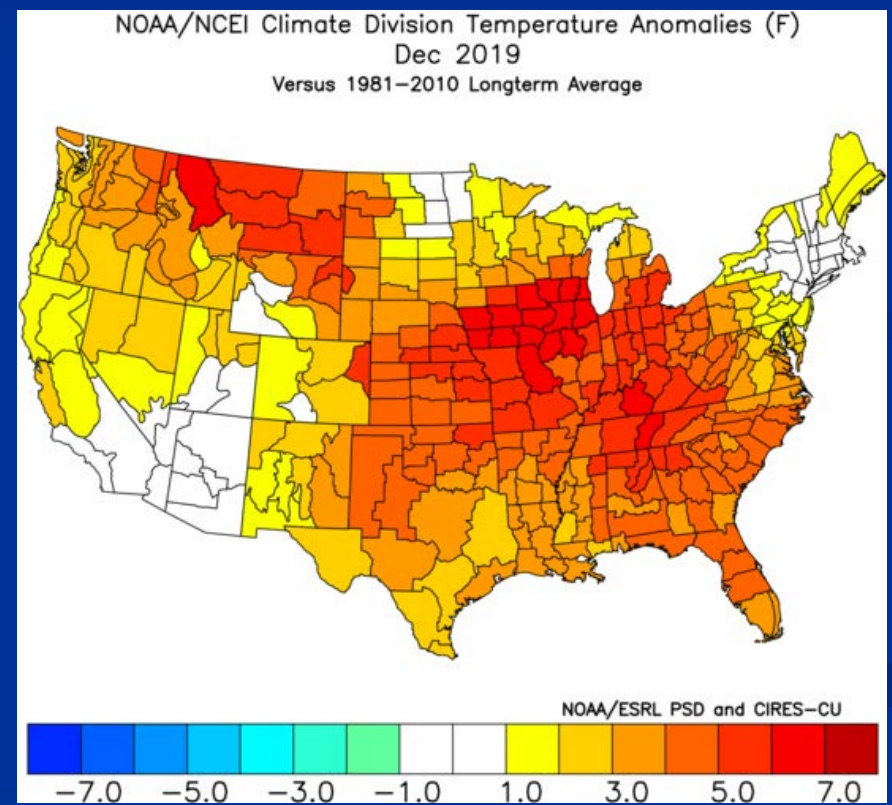 NOAA/NCEI Climate Division Temperature Anomalies (F)
Dec 2019
Versus 1981−2010 Longterm Average
NOAA/ESRL PSD and CIRES−CU
−7.0 −5.0 −3.0 −1.0 1.0 3.0 5.0 7.0